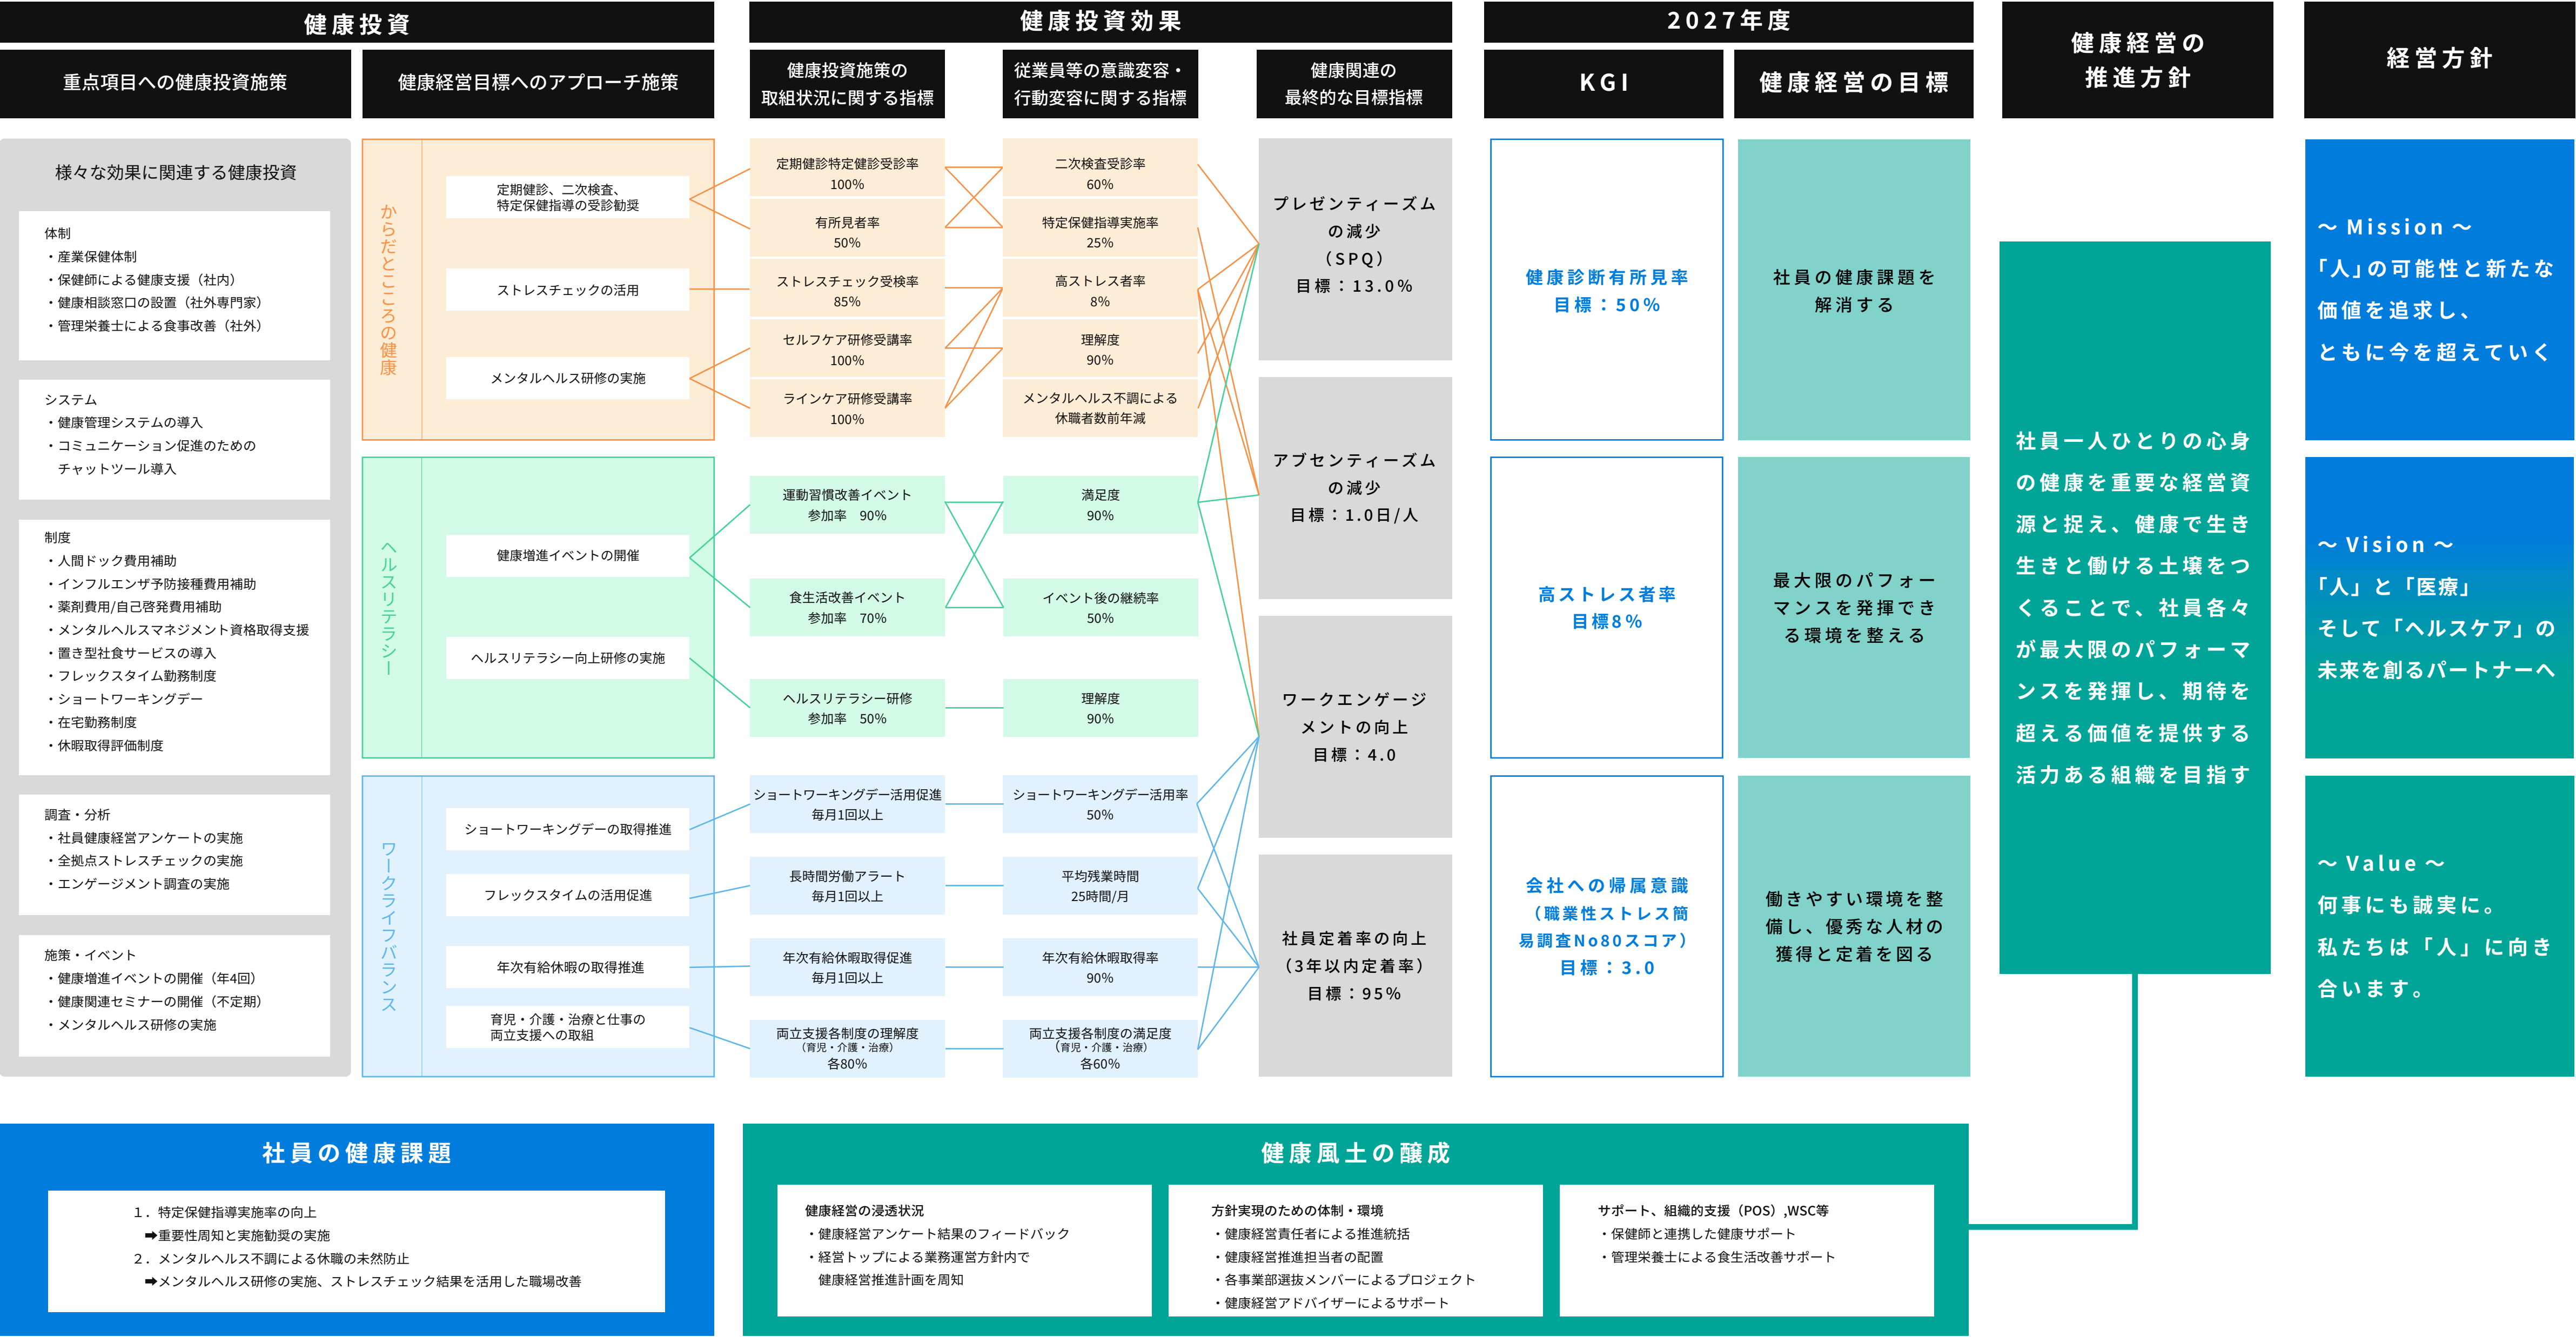 健康投資
重点項目への健康投資施策
健康経営目標へのアプローチ施策
健康投資効果
健康投資施策の
取組状況に関する指標
従業員等の意識変容・
行動変容に関する指標
健康関連の
最終的な目標指標
2027年度
KGI
健康経営の目標
健康経営の
推進方針
経営方針
様々な効果に関連する健康投資
体制
・産業保健体制
・保健師による健康支援（社内）
・健康相談窓口の設置（社外専門家）
・管理栄養士による食事改善（社外）
システム
・健康管理システムの導入
・コミュニケーション促進のための
チャットツール導入
制度
・人間ドック費用補助
・インフルエンザ予防接種費用補助
・薬剤費用/自己啓発費用補助
・メンタルヘルスマネジメント資格取得支援
・置き型社食サービスの導入
・フレックスタイム勤務制度
・ショートワーキングデー
・在宅勤務制度
・休暇取得評価制度
調査・分析
・社員健康経営アンケートの実施
・全拠点ストレスチェックの実施
・エンゲージメント調査の実施
施策・イベント
・健康増進イベントの開催（年4回）
・健康関連セミナーの開催（不定期）
・メンタルヘルス研修の実施
からだとこころの健康
定期健診、二次検査、
特定保健指導の受診勧奨
ストレスチェックの活用
メンタルヘルス研修の実施
ヘルスリテラシー
健康増進イベントの開催
ヘルスリテラシー向上研修の実施
ワークライフバランス
ショートワーキングデーの取得推進
フレックスタイムの活用促進
年次有給休暇の取得推進
育児・介護・治療と仕事の
両立支援への取組
定期健診特定健診受診率
100%
有所見者率
50%
ストレスチェック受検率
85%
セルフケア研修受講率
100%
ラインケア研修受講率
100%
運動習慣改善イベント
参加率　90%
食生活改善イベント
参加率　70%
ヘルスリテラシー研修
参加率　50%
ショートワーキングデー活用促進
毎月1回以上
長時間労働アラート
毎月1回以上
年次有給休暇取得促進
毎月1回以上
両立支援各制度の理解度
（育児・介護・治療）
各80%
二次検査受診率
60%
特定保健指導実施率
25%
高ストレス者率
8%
理解度
90%
メンタルヘルス不調による
休職者数前年減
満足度
90%
イベント後の継続率
50%
理解度
90%
ショートワーキングデー活用率
50%
平均残業時間
25時間/月
年次有給休暇取得率
90%
両立支援各制度の満足度
（育児・介護・治療）
各60%
プレゼンティーズム
の減少
（SPQ）
目標：13.0%
アブセンティーズム
の減少
目標：1.0日/人
ワークエンゲージ
メントの向上
目標：4.0
社員定着率の向上
（3年以内定着率）
目標：95%
健康診断有所見率
目標：50%
高ストレス者率
目標8%
会社への帰属意識
（職業性ストレス簡
易調査No80スコア）
目標：3.0
社員の健康課題を
解消する
最大限のパフォー
マンスを発揮でき
る環境を整える
働きやすい環境を整
備し、優秀な人材の
獲得と定着を図る
社員一人ひとりの心身
の健康を重要な経営資
源と捉え、健康で生き
生きと働ける土壌をつ
くることで、社員各々
が最大限のパフォーマ
ンスを発揮し、期待を
超える価値を提供する
活力ある組織を目指す
～ Mission ～
「人」の可能性と新たな
価値を追求し、
ともに今を超えていく
～ Vision ～
「人」と「医療」
そして「ヘルスケア」の
未来を創るパートナーへ
～ Value ～
何事にも誠実に。
私たちは「人」に向き
合います。
社員の健康課題
1．特定保健指導実施率の向上
➡重要性周知と実施勧奨の実施
2．メンタルヘルス不調による休職の未然防止
➡メンタルヘルス研修の実施、ストレスチェック結果を活用した職場改善
健康風土の醸成
健康経営の浸透状況
・健康経営アンケート結果のフィードバック
・経営トップによる業務運営方針内で
健康経営推進計画を周知
方針実現のための体制・環境
・健康経営責任者による推進統括
・健康経営推進担当者の配置
・各事業部選抜メンバーによるプロジェクト
・健康経営アドバイザーによるサポート
サポート、組織的支援（POS）,WSC等
・保健師と連携した健康サポート
・管理栄養士による食生活改善サポート